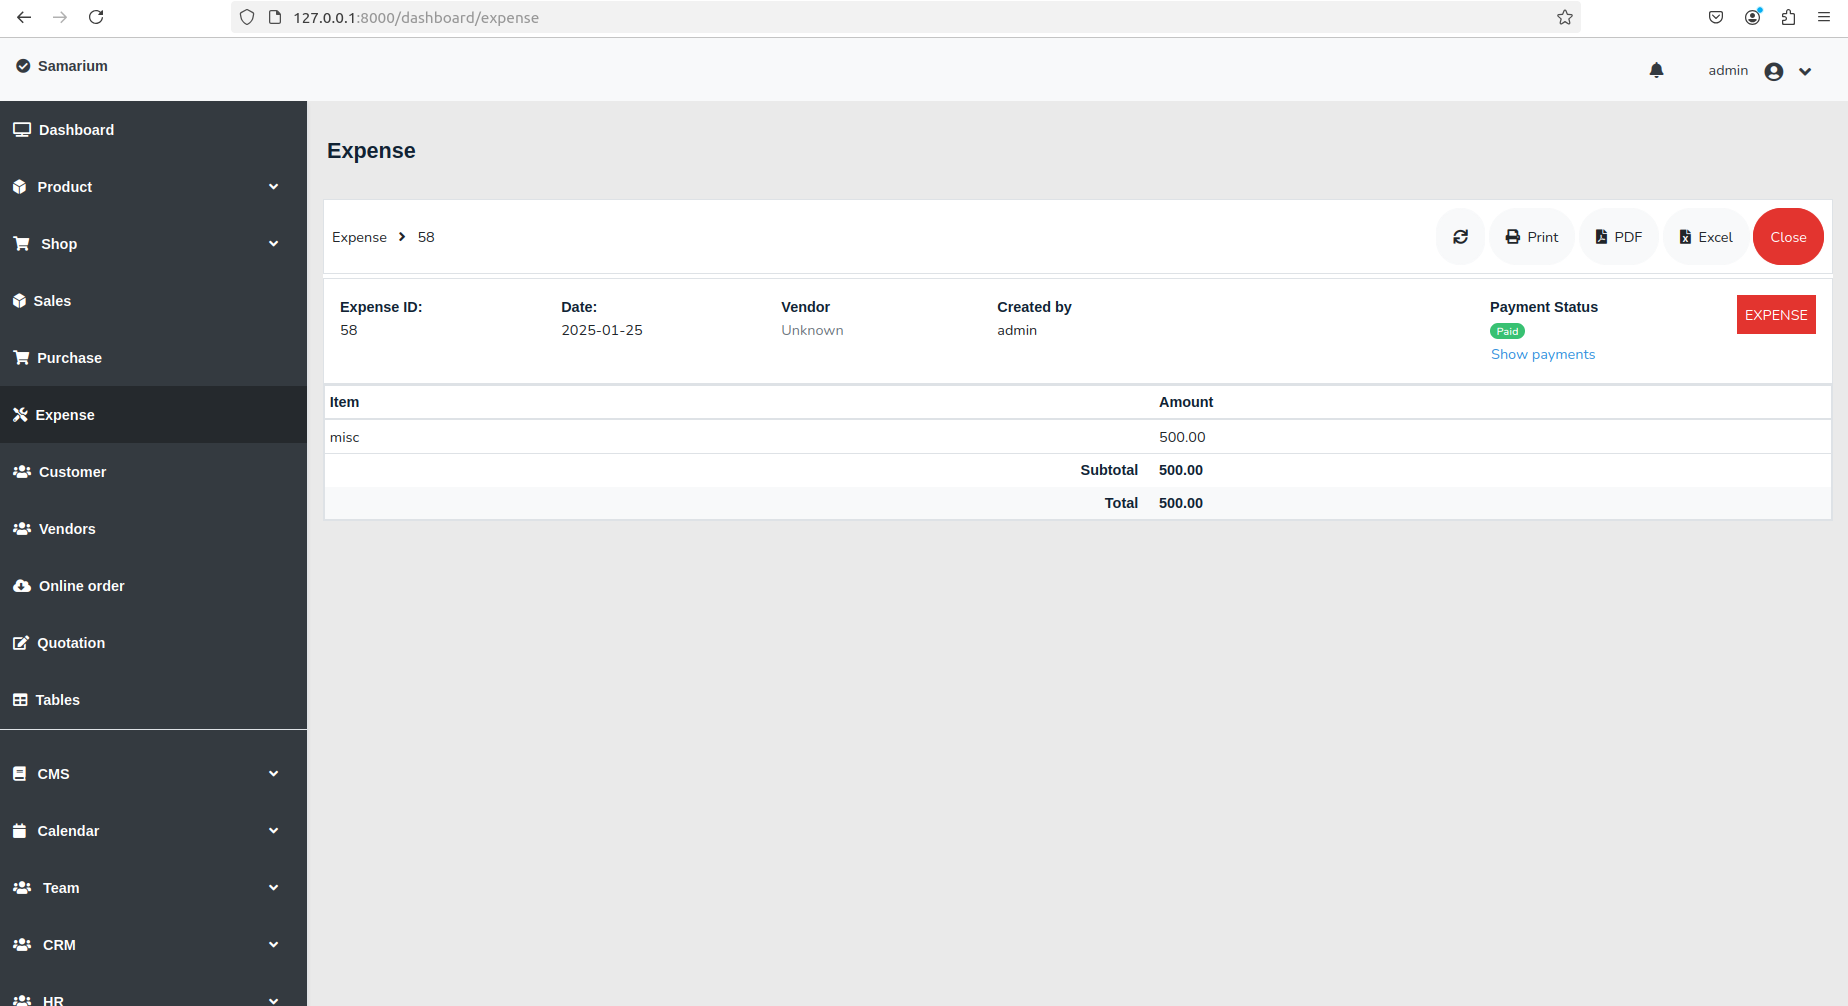 127.0.0.1:8000/dashboard/expense
Samarium
admin
Dashboard
Product
Shop
Sales
Purchase
Expense
Customer
Vendors
Online order
Quotation
Tables
CMS
Calendar
Team
CRM
HR
Expense
Expense 58
Print PDF Excel Close
Expense ID: Date: Vendor Created by Payment Status
58 2025-01-25 Unknown admin Paid
EXPENSE
Show payments
Item Amount
misc 500.00
Subtotal 500.00
Total 500.00